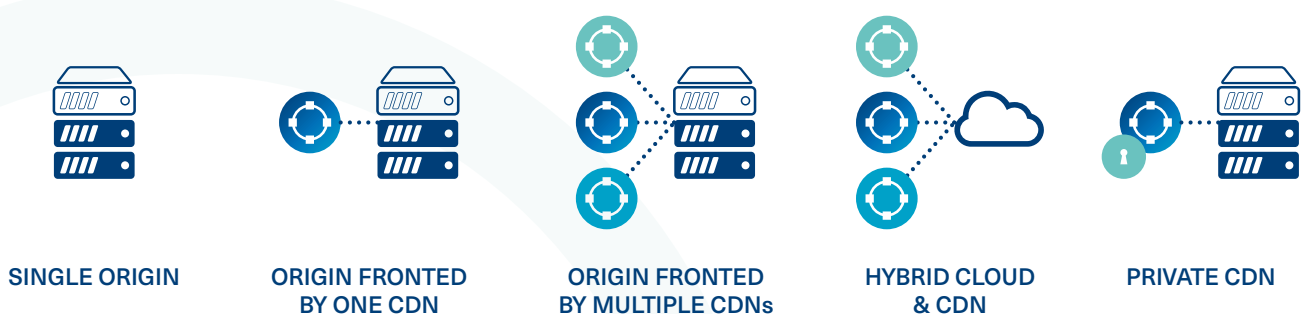 SINGLE ORIGIN
ORIGIN FRONTED
BY ONE CDN
ORIGIN FRONTED
BY MULTIPLE CDNs
HYBRID CLOUD
& CDN
PRIVATE CDN